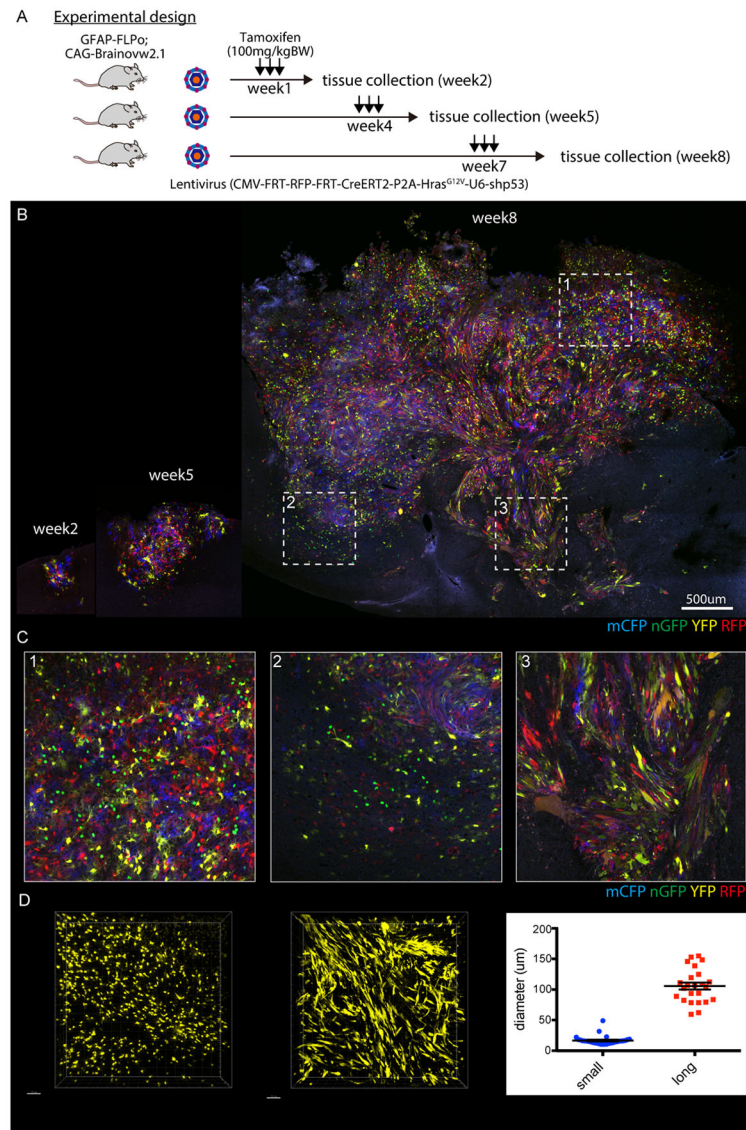 A
Experimental design
GFAP-FLPo;
CAG-Brainovw2.1
Tamoxifen
(100mg/kgBW)
week1
tissue collection (week2)
week4
tissue collection (week5)
week7
tissue collection (week8)
Lentivirus (CMV-FRT-RFP-FRT-CreERT2-P2A-HrasG12V-U6-shp53)
B
week8
1
week5
2
3
week2
500um
mCFP nGFP YFP RFP
C
1
2
3
mCFP nGFP YFP RFP
D
200
150
100
50
0
diameter (um)
small
long